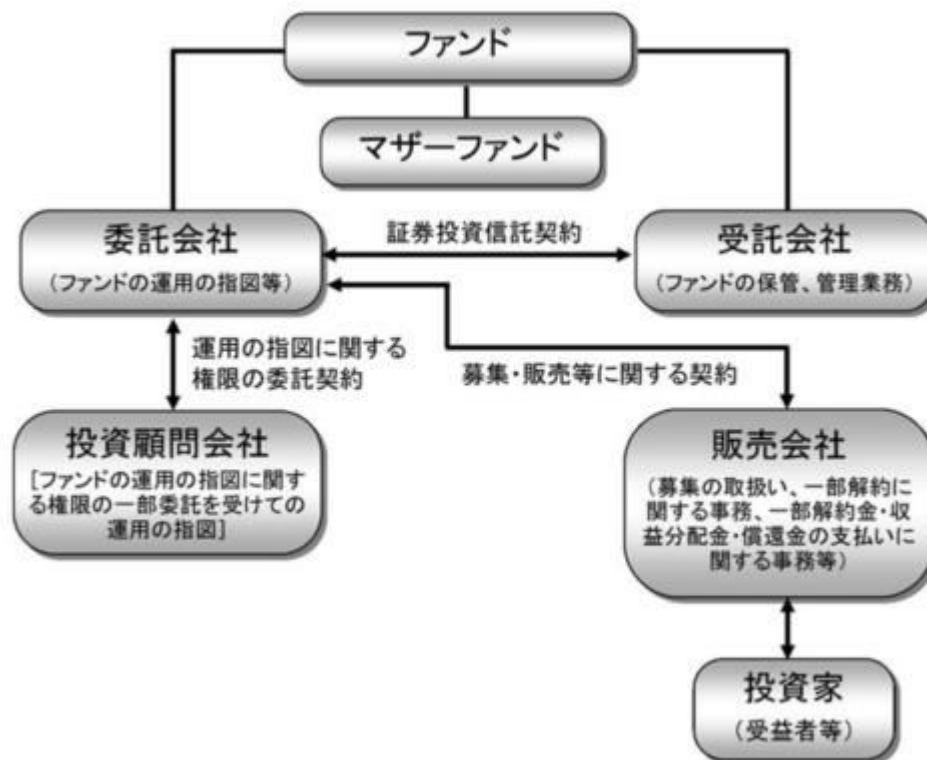 ファンド
マザーファンド
委託会社
（ファンドの運用の指図等）
証券投資信託契約
受託会社
（ファンドの保管、管理業務）
運用の指図に関する
権限の委託契約
募集・販売等に関する契約
投資顧問会社
[ファンドの運用の指図に関す
る権限の一部委託を受けての
運用の指図]
販売会社
（募集の取扱い、一部解約に
関する事務、一部解約金・収
益分配金・償還金の支払いに
関する事務等）
投資家
（受益者等）